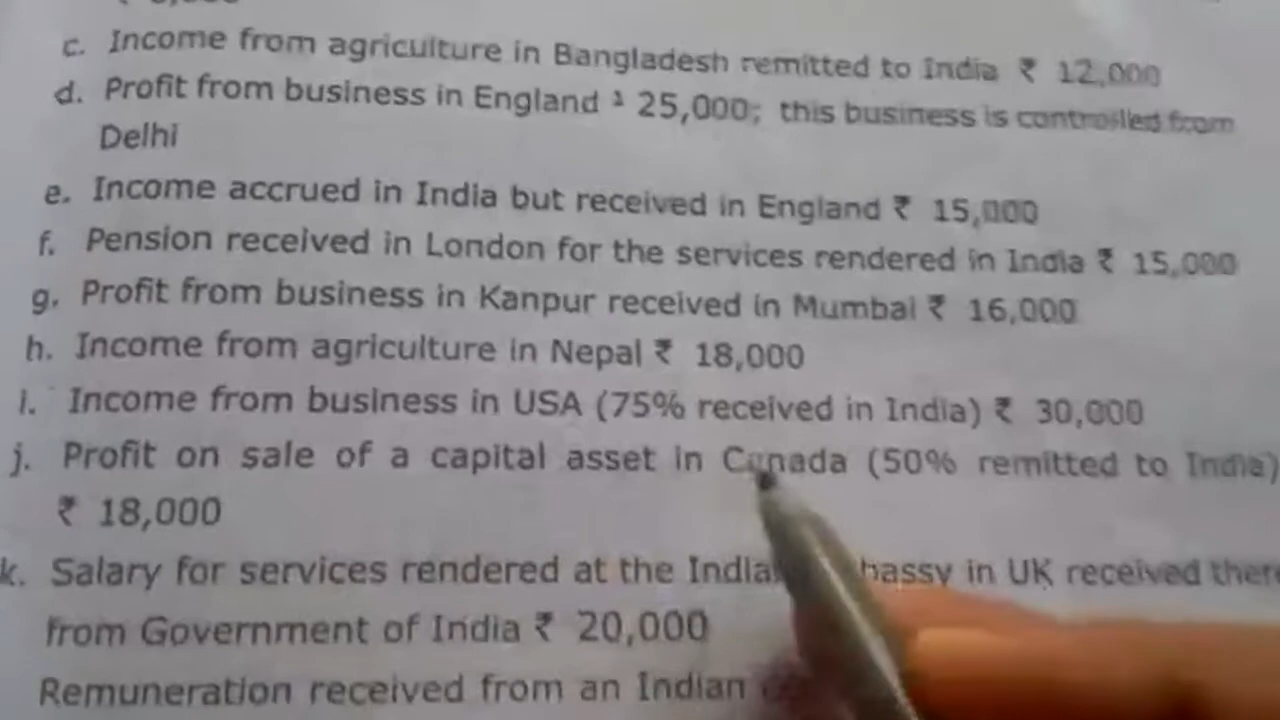 c. Income from agriculture in Bangladesh remitted to India ₹ 12,000
d. Profit from business in England ¹ 25,000; this business is controlled from
Delhi
e. Income accrued in India but received in England ₹ 15,000
f. Pension received in London for the services rendered in India ₹ 15,000
g. Profit from business in Kanpur received in Mumbai ₹ 16,000
h. Income from agriculture in Nepal ₹ 18,000
i. Income from business in USA (75% received in India) ₹ 30,000
j. Profit on sale of a capital asset in Canada (50% remitted to India)
₹ 18,000
k. Salary for services rendered at the in UK received
from Government of India ₹ 20,000
Remuneration received from an Indian